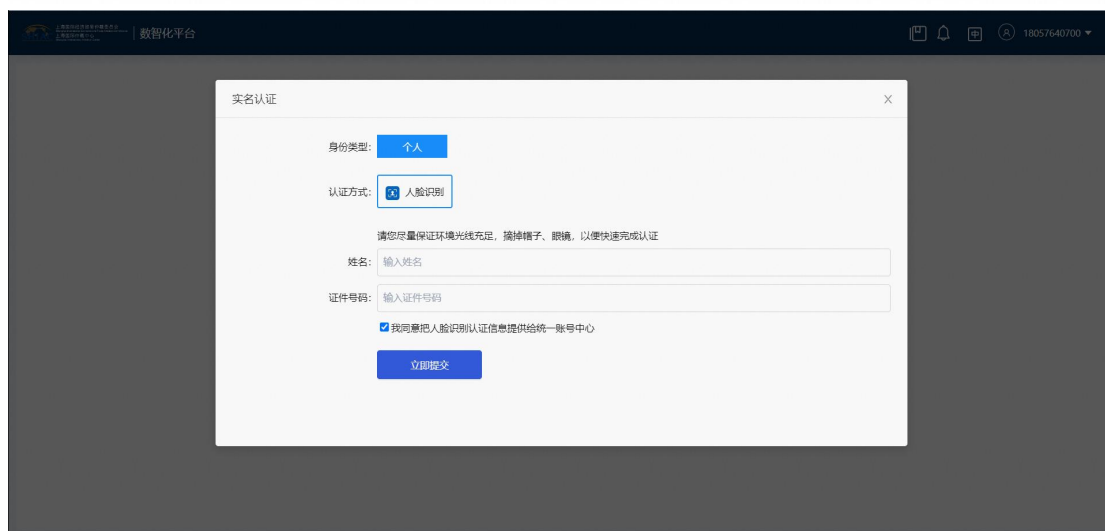 数智化平台
中
18057640700
实名认证
身份类型: 个人
认证方式: 人脸识别
请您尽量保证环境光线充足，摘掉帽子、眼镜，以便快速完成认证
姓名: 输入姓名
证件号码: 输入证件号码
我同意把人脸识别认证信息提供给统一账号中心
立即提交